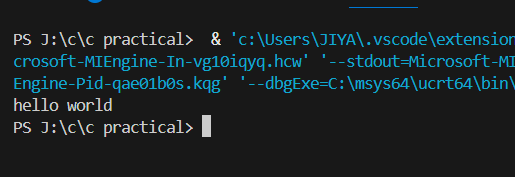 PS J:\c\c practical>  & 'c:\Users\JIYA\.vscode\extension
crosoft-MIEngine-In-vg10iqyq.hcw' '--stdout=Microsoft-MI
Engine-Pid-qae01b0s.kqg' '--dbgExe=C:\msys64\ucrt64\bin\
hello world
PS J:\c\c practical>